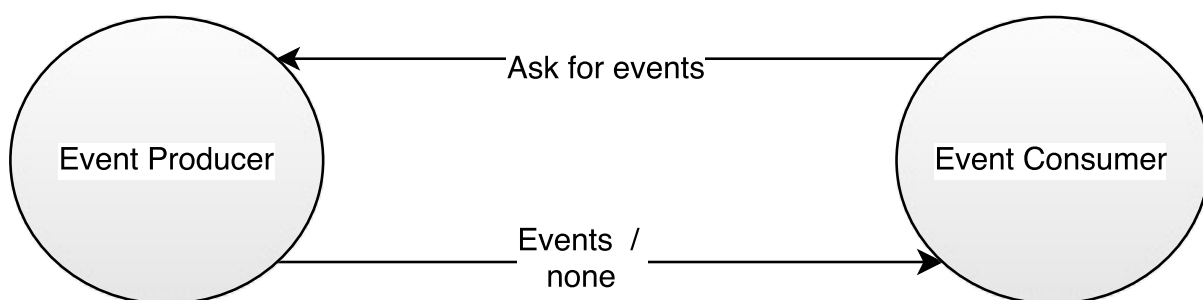 Ask for events
Event Producer
Event Consumer
Events /
none